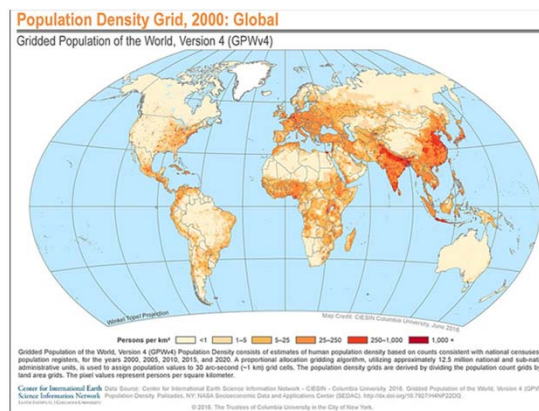 Population Density Grid, 2000: Global
Gridded Population of the World, Version 4 (GPWv4)
Winkel Tripel Projection
Map Credit: CIESIN Columbia University, June 2016
Persons per km² <1 1–5 5–25 25–250 250–1,000 1,000 +
Gridded Population of the World, Version 4 (GPWv4) Population Density consists of estimates of human population density based on counts consistent with national censuses
population registers, for the years 2000, 2005, 2010, 2015, and 2020. A proportional allocation gridding algorithm, utilizing approximately 12.5 million national and sub-nat
administrative units, is used to assign population values to 30 arc-second (~1 km) grid cells. The population density grids are derived by dividing the population count grids b
land area grids. The pixel values represent persons per square kilometer.
Center for International Earth
Science Information Network
EARTH INSTITUTE | COLUMBIA UNIVERSITY
Data Source: Center for International Earth Science Information Network - CIESIN - Columbia University. 2016. Gridded Population of the World, Version 4 (GPW
Population Density. Palisades, NY: NASA Socioeconomic Data and Applications Center (SEDAC). http://dx.doi.org/10.7927/H4NP22DQ.
© 2016. The Trustees of Columbia University in the City of New York.